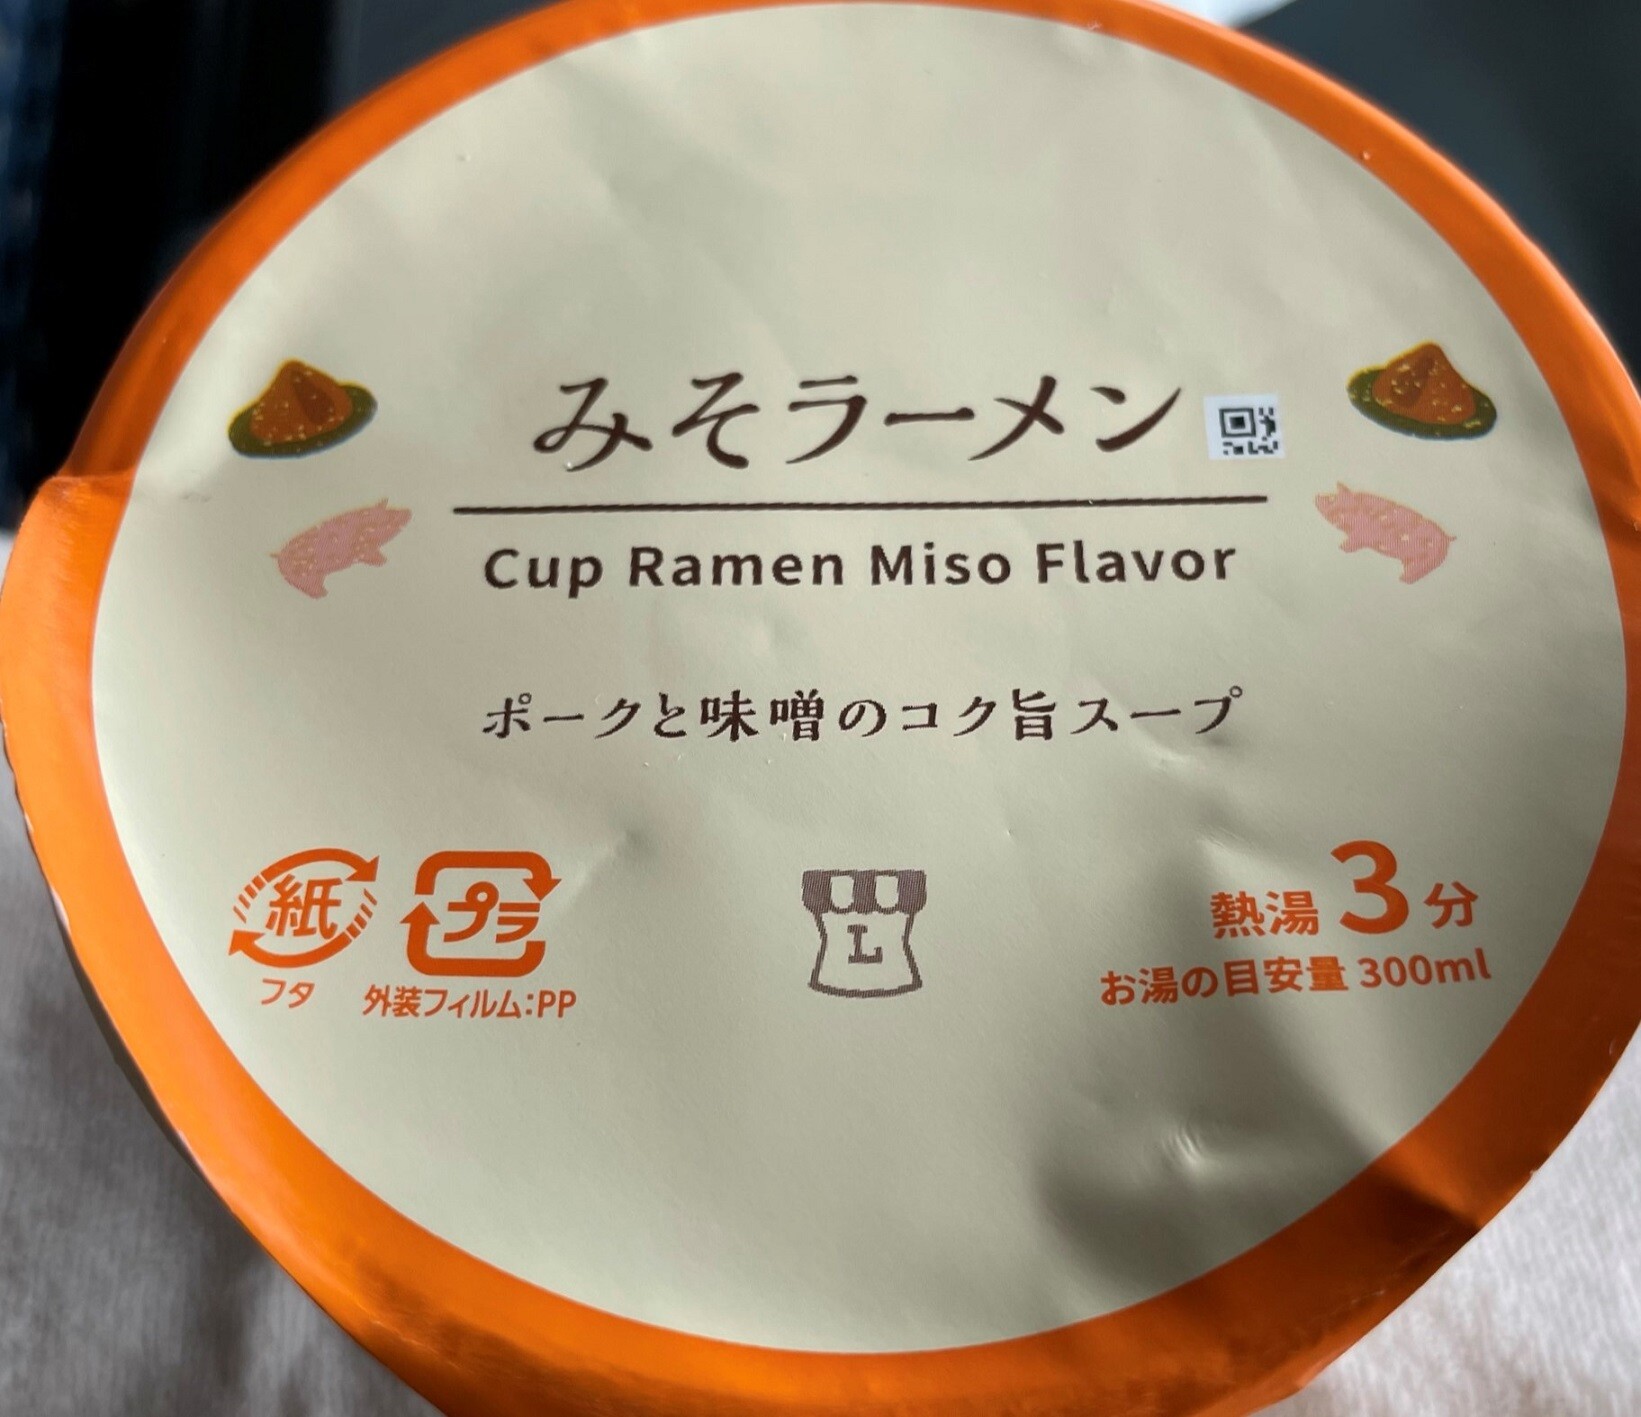 みそラーメン
Cup Ramen Miso Flavor
ポークと味噌のコク旨スープ
紙
フタ
プラ
外装フィルム:PP
L
熱湯3分
お湯の目安量 300ml